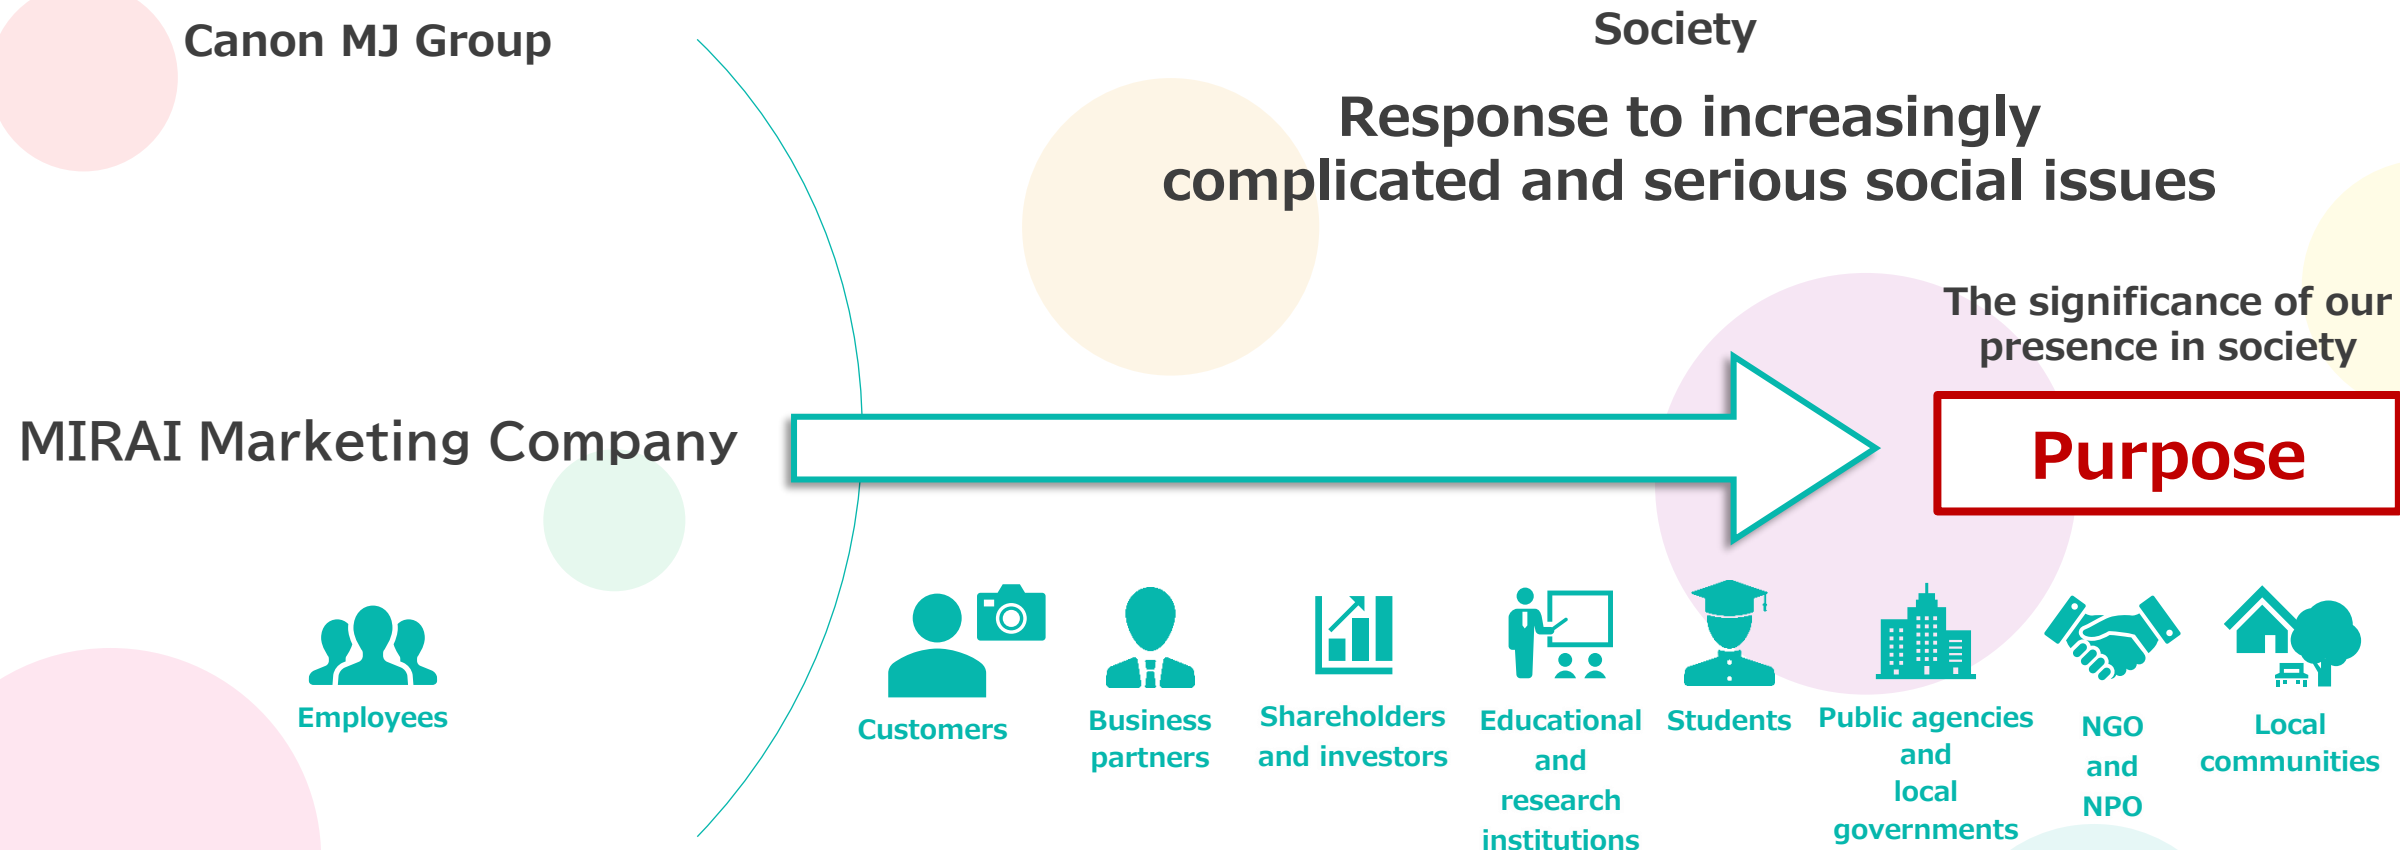 Canon MJ Group
Society
Response to increasingly
complicated and serious social issues
The significance of our
presence in society
MIRAI Marketing Company
Purpose
Employees
Customers
Business
partners
Shareholders
and investors
Educational
and
research
institutions
Students
Public agencies
and
local
governments
NGO
and
NPO
Local
communities